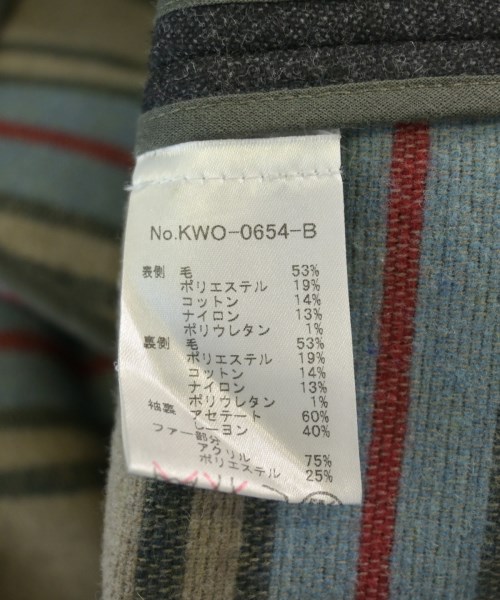 No.KWO-0654-B
表側 毛 53%
ポリエステル 19%
コットン 14%
ナイロン 13%
ポリウレタン 1%
裏側 毛 53%
ポリエステル 19%
コットン 14%
ナイロン 13%
ポリウレタン 1%
袖裏 アセテート 60%
レーヨン 40%
ファー部分
アクリル 75%
ポリエステル 25%